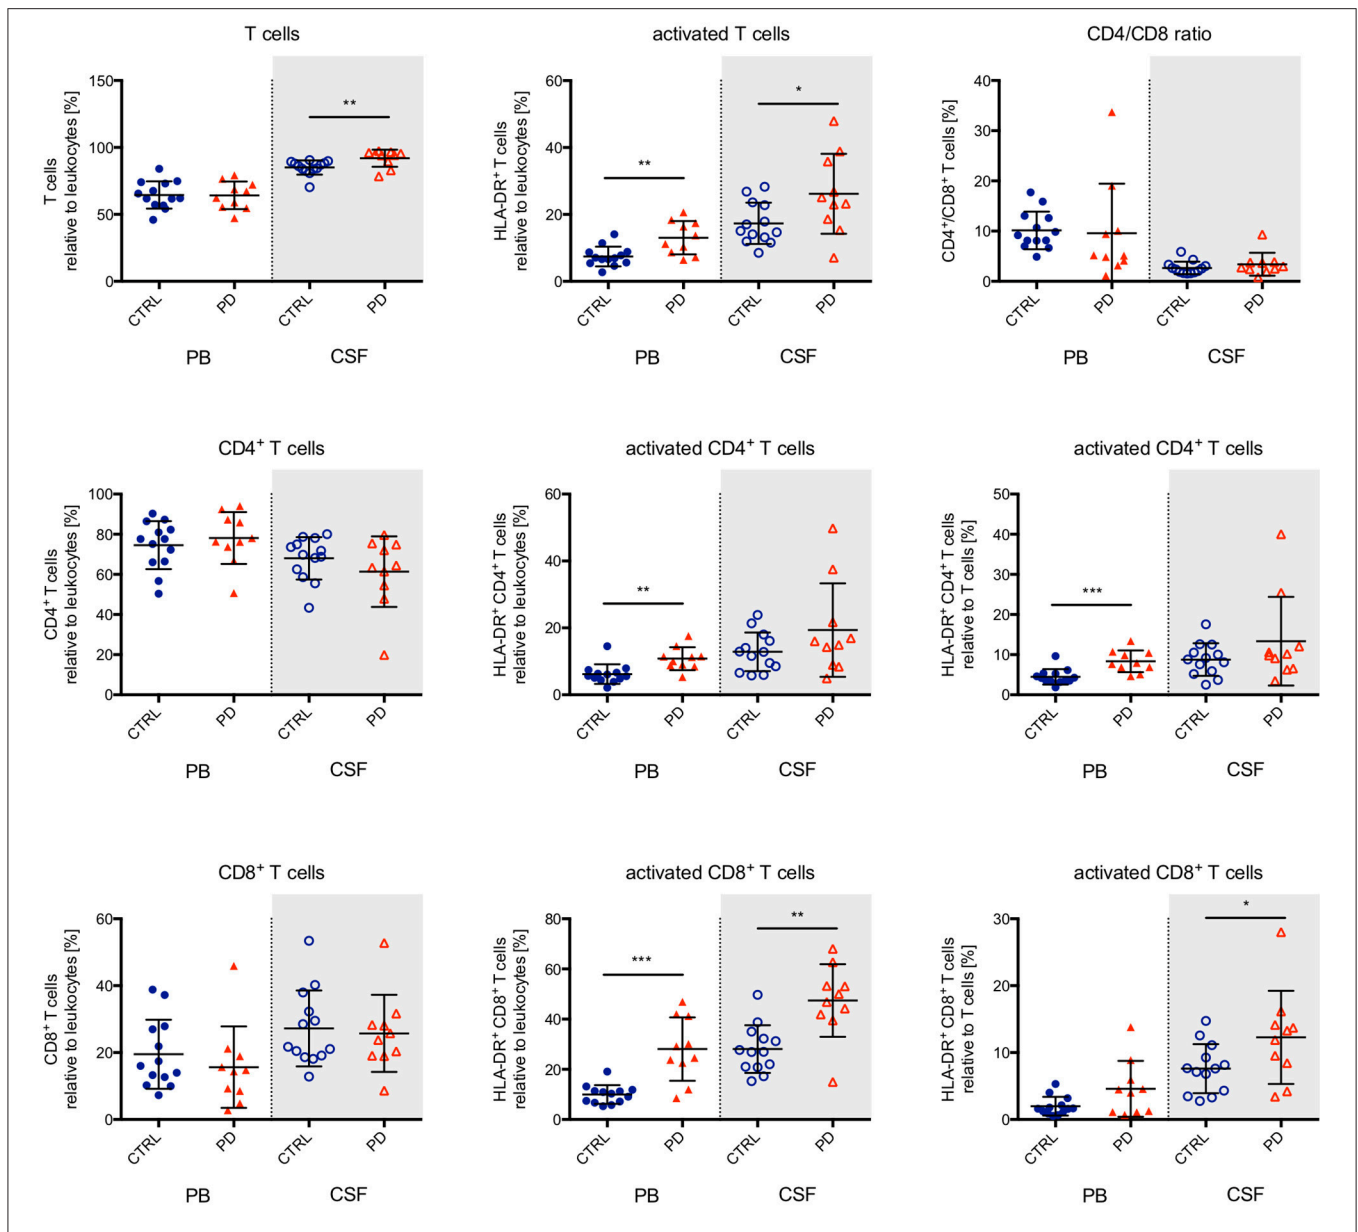 T cells
T cells
relative to leukocytes [%]
150
100
50
0
**
CTRL
PD
CTRL
PD
PB
CSF
activated T cells
HLA-DR⁺ T cells
relative to leukocytes [%]
60
40
20
0
**
*
CTRL
PD
CTRL
PD
PB
CSF
CD4/CD8 ratio
CD4⁺/CD8⁺ T cells [%]
40
30
20
10
0
CTRL
PD
CTRL
PD
PB
CSF
CD4⁺ T cells
CD4⁺ T cells
relative to leukocytes [%]
100
80
60
40
20
0
CTRL
PD
CTRL
PD
PB
CSF
activated CD4⁺ T cells
HLA-DR⁺ CD4⁺ T cells
relative to leukocytes [%]
60
40
20
0
**
CTRL
PD
CTRL
PD
PB
CSF
activated CD4⁺ T cells
HLA-DR⁺ CD4⁺ T cells
relative to T cells [%]
50
40
30
20
10
0
***
CTRL
PD
CTRL
PD
PB
CSF
CD8⁺ T cells
CD8⁺ T cells
relative to leukocytes [%]
60
40
20
0
CTRL
PD
CTRL
PD
PB
CSF
activated CD8⁺ T cells
HLA-DR⁺ CD8⁺ T cells
relative to leukocytes [%]
80
60
40
20
0
***
**
CTRL
PD
CTRL
PD
PB
CSF
activated CD8⁺ T cells
HLA-DR⁺ CD8⁺ T cells
relative to T cells [%]
30
20
10
0
*
CTRL
PD
CTRL
PD
PB
CSF